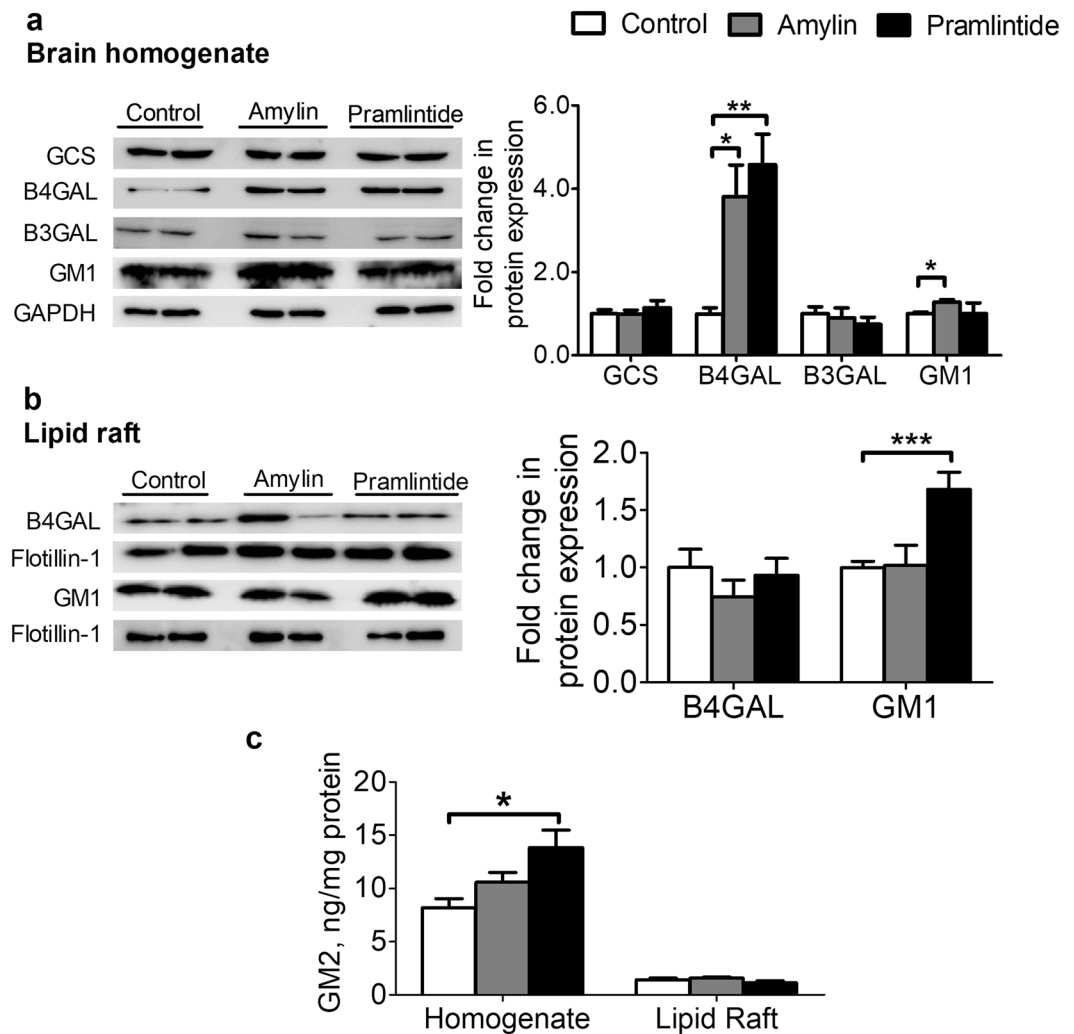 a
Brain homogenate
Control Amylin Pramlintide
Control Amylin Pramlintide
GCS
B4GAL
B3GAL
GM1
GAPDH
Fold change in
protein expression
6.0
4.0
2.0
0.0
*
**
*
GCS B4GAL B3GAL GM1
b
Lipid raft
Control Amylin Pramlintide
B4GAL
Flotillin-1
GM1
Flotillin-1
Fold change in
protein expression
2.0
1.5
1.0
0.5
0.0
***
B4GAL GM1
c
GM2, ng/mg protein
20
15
10
5
0
*
Homogenate Lipid Raft